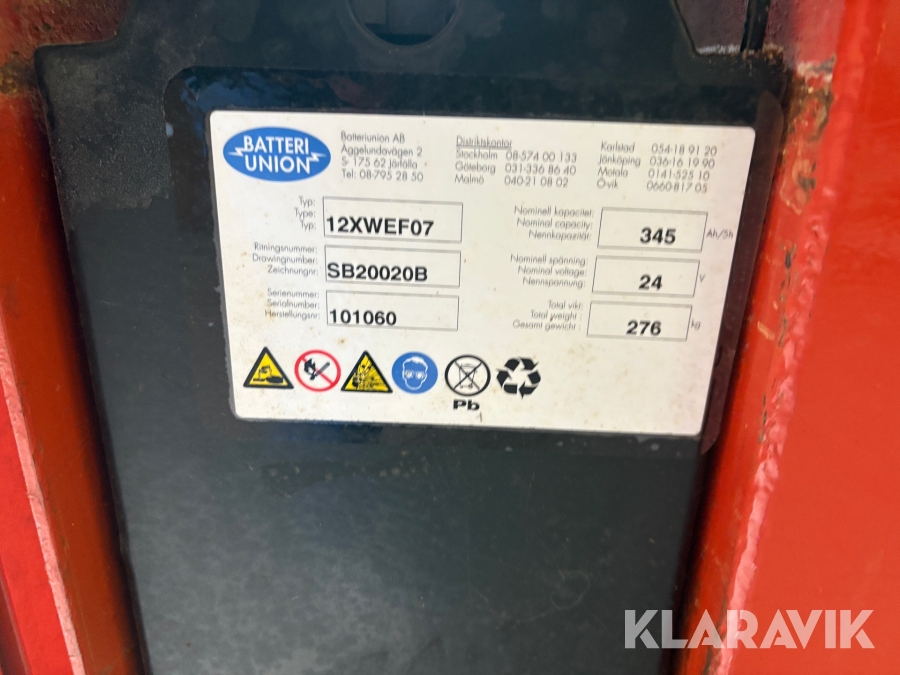 BATTERI
UNION
Batteriunion AB
Äggelundavägen 2
S- 175 62 Järfälla
Tel: 08-795 28 50
Distriktskontor
Stockholm 08-574 00 133
Göteborg 031-336 86 40
Malmö 040-21 08 02
Karlstad 054-18 91 20
Jönköping 036-16 19 90
Motala 0141-525 10
Övik 0660-817 05
Typ:
Type:
Typ:
12XWEF07
Ritningsnummer:
Drawingnumber:
Zeichnungnr:
SB20020B
Serienummer:
Serialnumber:
Herstellungsnr:
101060
Nominell kapacitet:
Nominal capacity:
Nennkapazität:
345 Ah/5h
Nominell spänning:
Nominal voltage:
Nennspannung:
24 V
Total vikt:
Total weight :
Gesamt gewicht :
276 kg
Pb
KLARAVIK